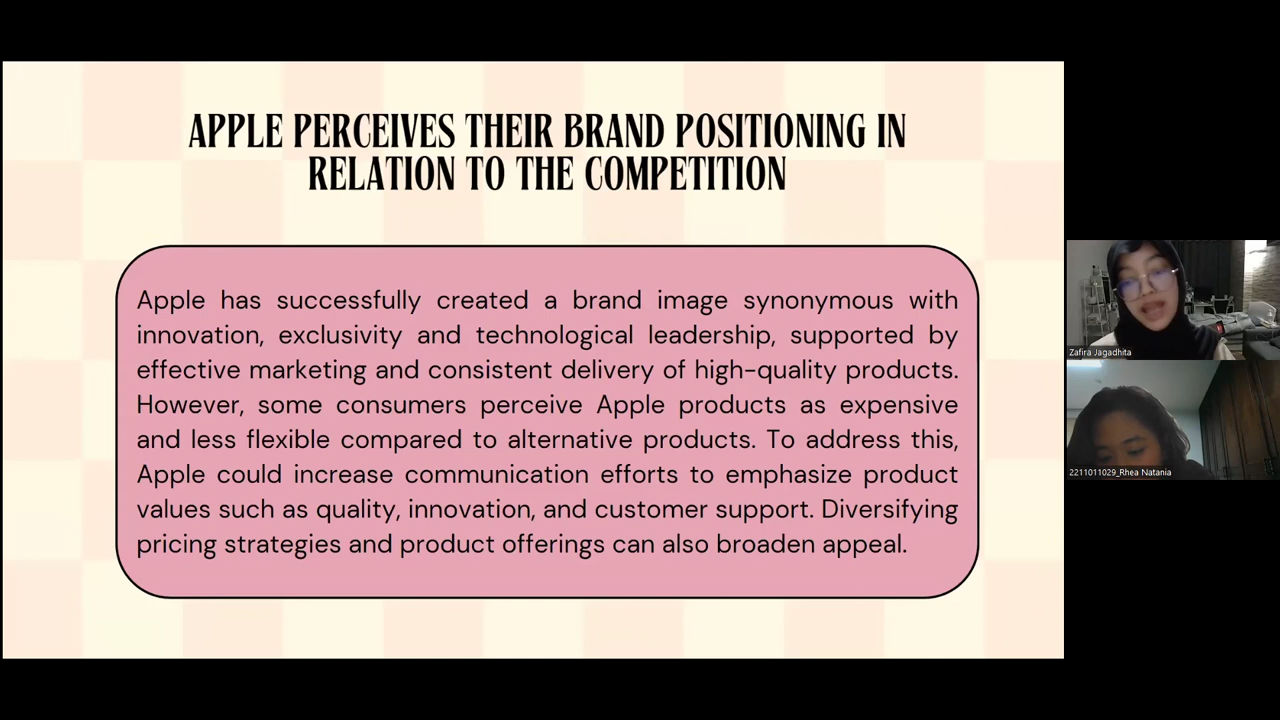 APPLE PERCEIVES THEIR BRAND POSITIONING IN
RELATION TO THE COMPETITION
Apple has successfully created a brand image synonymous with
innovation, exclusivity and technological leadership, supported by
effective marketing and consistent delivery of high-quality products.
However, some consumers perceive Apple products as expensive
and less flexible compared to alternative products. To address this,
Apple could increase communication efforts to emphasize product
values such as quality, innovation, and customer support. Diversifying
pricing strategies and product offerings can also broaden appeal.
Zafira Jagadhita
2211011029_Rhea Natania